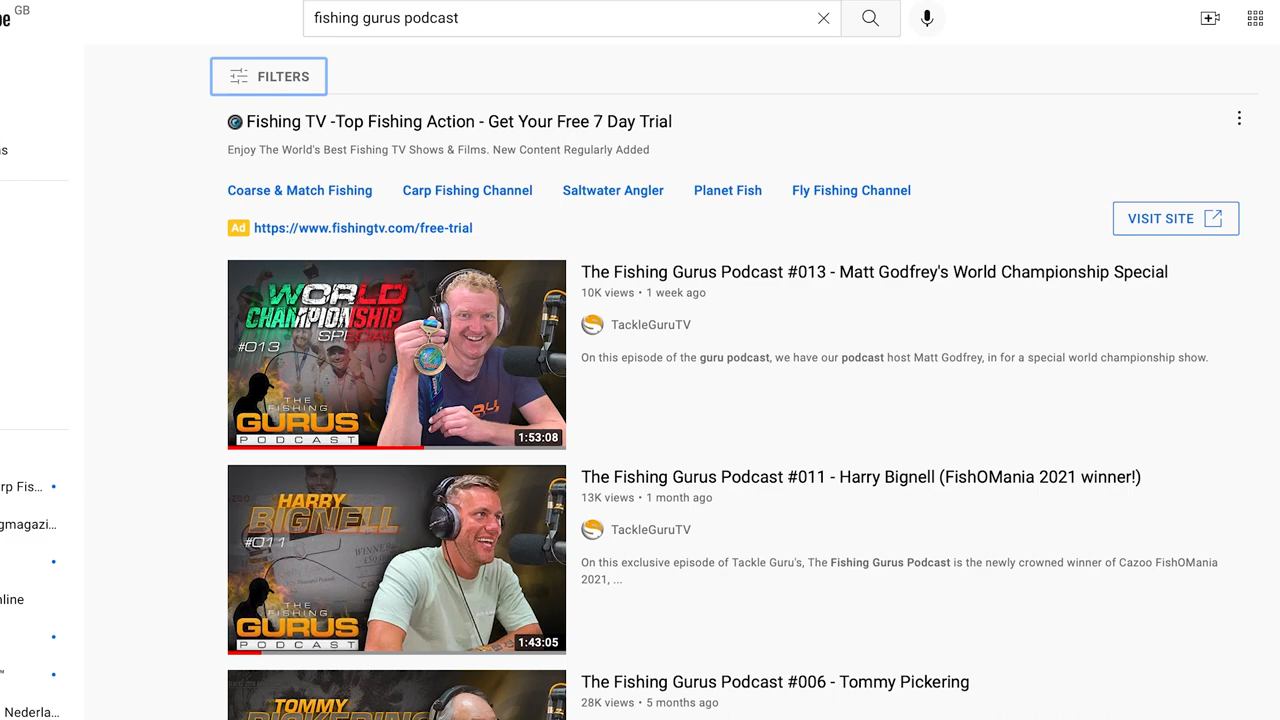 GB
fishing gurus podcast
FILTERS
Fishing TV -Top Fishing Action - Get Your Free 7 Day Trial
Enjoy The World's Best Fishing TV Shows & Films. New Content Regularly Added
Coarse & Match Fishing
Carp Fishing Channel
Saltwater Angler
Planet Fish
Fly Fishing Channel
Ad https://www.fishingtv.com/free-trial
VISIT SITE
WORLD
CHAMPIONSHIP
SPECIAL
#013
THE
FISHING
GURUS
PODCAST
1:53:08
The Fishing Gurus Podcast #013 - Matt Godfrey's World Championship Special
10K views • 1 week ago
TackleGuruTV
On this episode of the guru podcast, we have our podcast host Matt Godfrey, in for a special world championship show.
HARRY
BIGNELL
#011
THE
FISHING
GURUS
PODCAST
1:43:05
The Fishing Gurus Podcast #011 - Harry Bignell (FishOMania 2021 winner!)
13K views • 1 month ago
TackleGuruTV
On this exclusive episode of Tackle Guru's, The Fishing Gurus Podcast is the newly crowned winner of Cazoo FishOMania
2021, ...
TOMMY
PICKERING
The Fishing Gurus Podcast #006 - Tommy Pickering
28K views • 5 months ago
rp Fis...
gmagazi...
nline
Nederla...